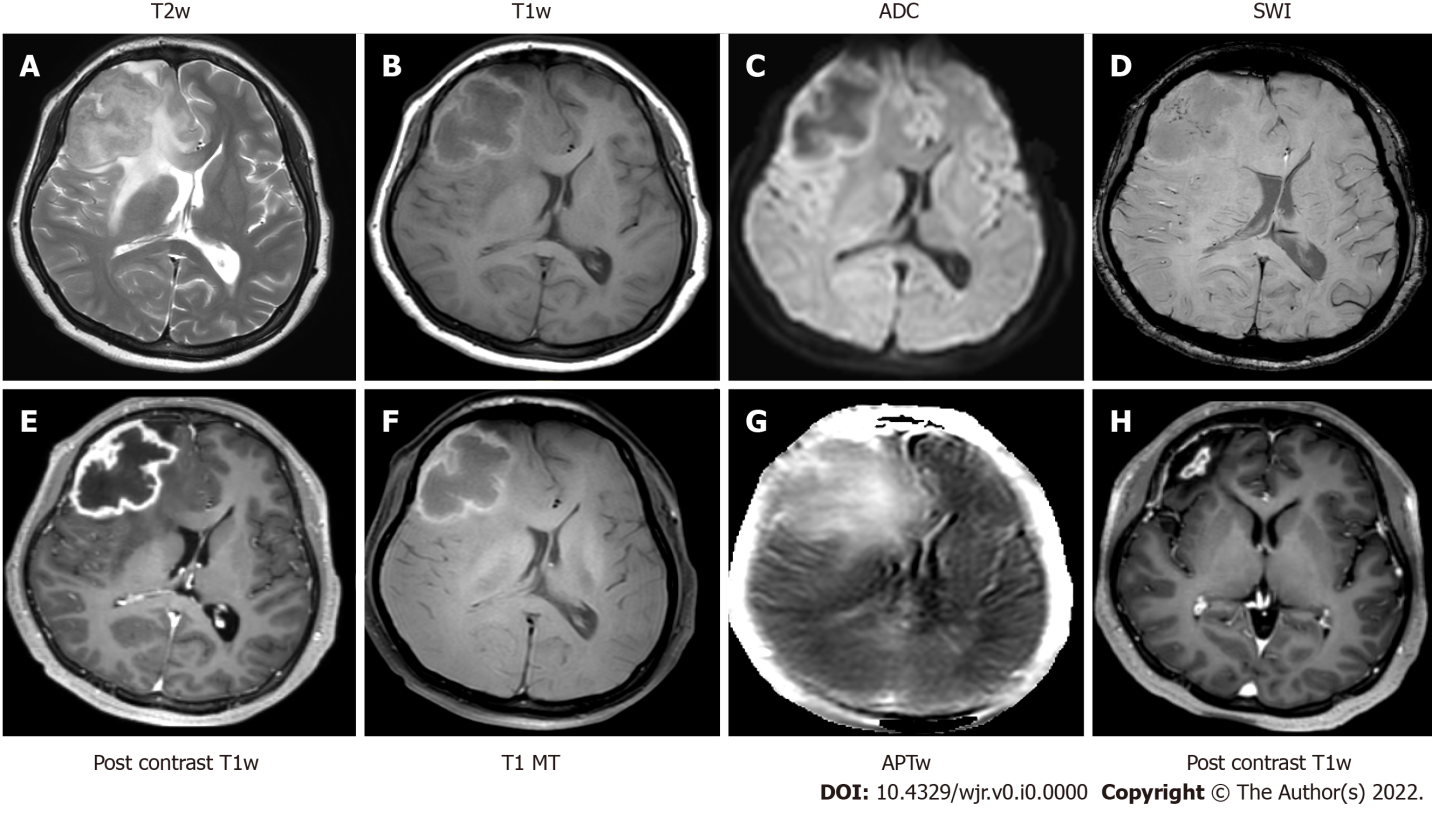 T2w T1w ADC SWI
A B C D
E F G H
Post contrast T1w T1 MT APTw Post contrast T1w
DOI: 10.4329/wjr.v0.i0.0000 Copyright © The Author(s) 2022.